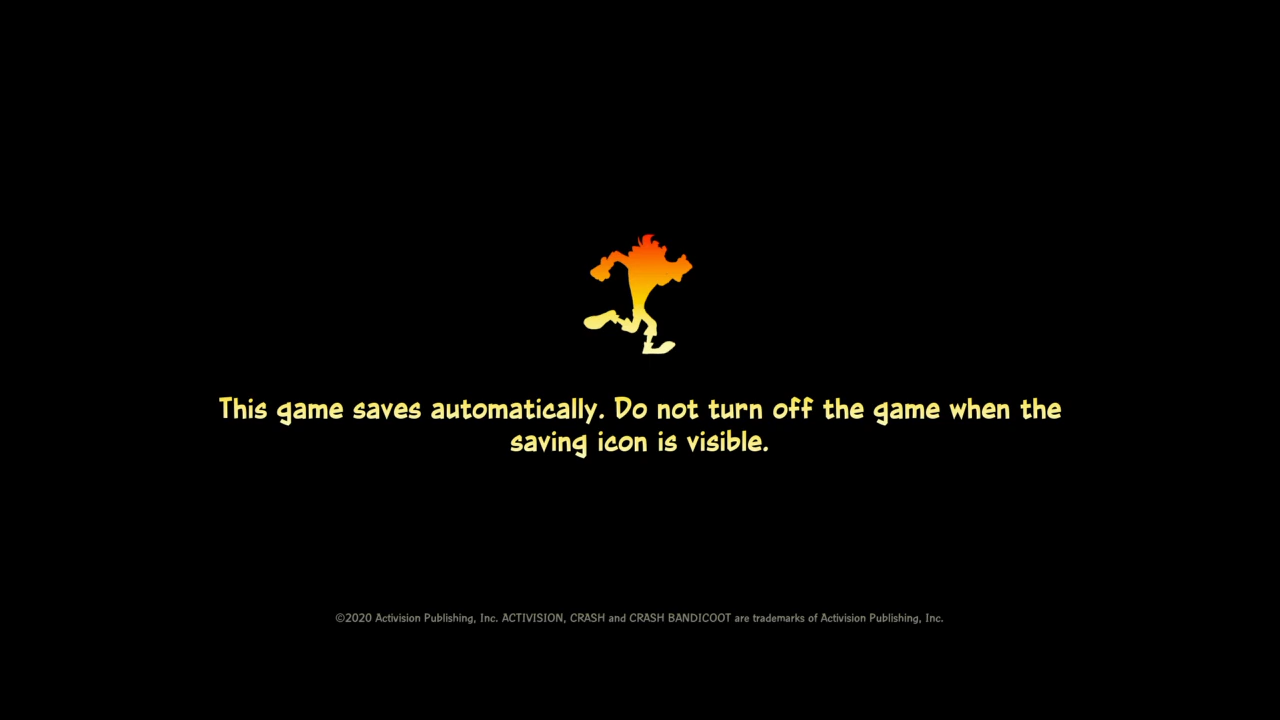 This game saves automatically. Do not turn off the game when the
saving icon is visible.
©2020 Activision Publishing, Inc. ACTIVISION, CRASH and CRASH BANDICOOT are trademarks of Activision Publishing, Inc.